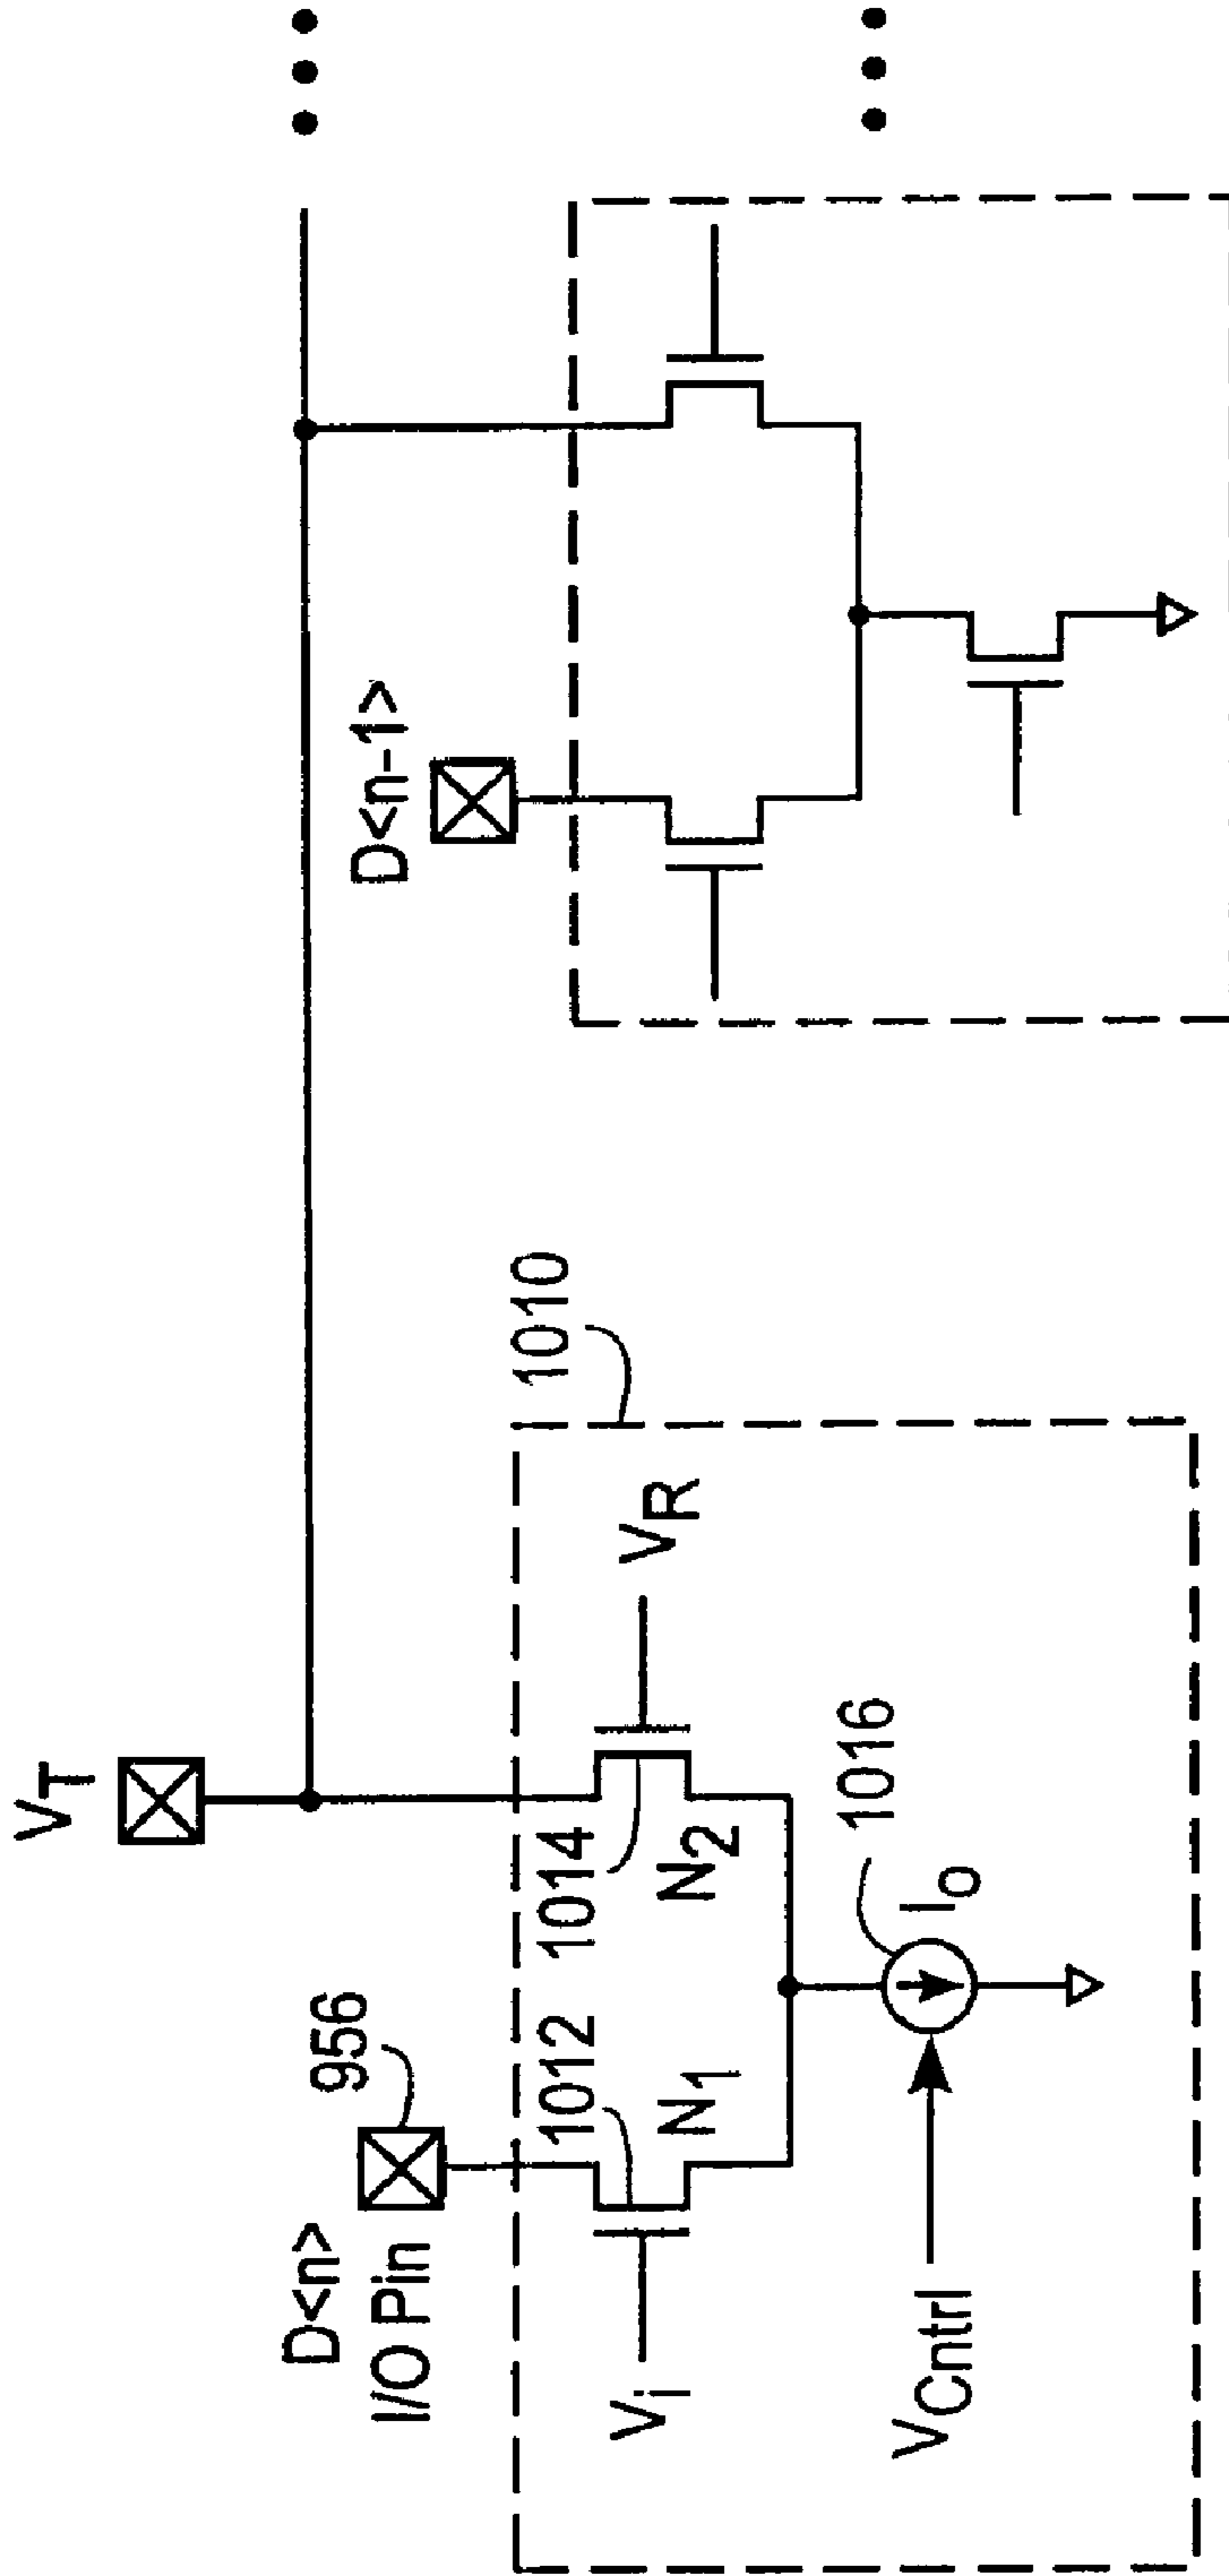 V_T
D<n>
I/O Pin
956
D<n-1>
1012
1014
1010
V_i
N_1
N_2
V_R
V_Cntrl
I_o
1016